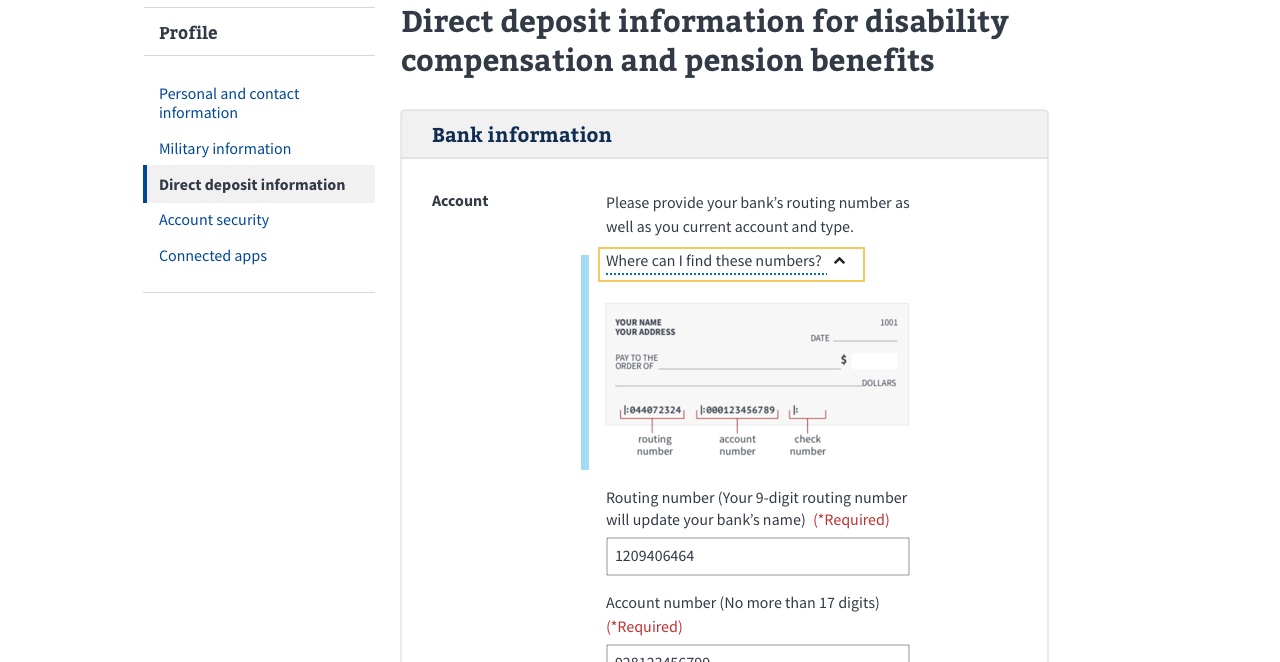 Profile
Personal and contact
information
Military information
Direct deposit information
Account security
Connected apps
Direct deposit information for disability
compensation and pension benefits
Bank information
Account
Please provide your bank’s routing number as
well as you current account and type.
Where can I find these numbers?
YOUR NAME
YOUR ADDRESS
1001
DATE
PAY TO THE
ORDER OF
$
DOLLARS
|:044072324 |:000123456789 |:
routing
number
account
number
check
number
Routing number (Your 9-digit routing number
will update your bank’s name) (*Required)
1209406464
Account number (No more than 17 digits)
(*Required)